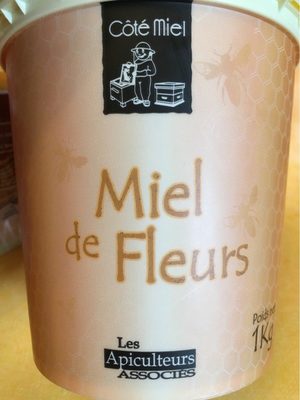 Côté Miel
Miel
de Fleurs
Poids net
1Kg
Les
Apiculteurs
ASSOCIÉS